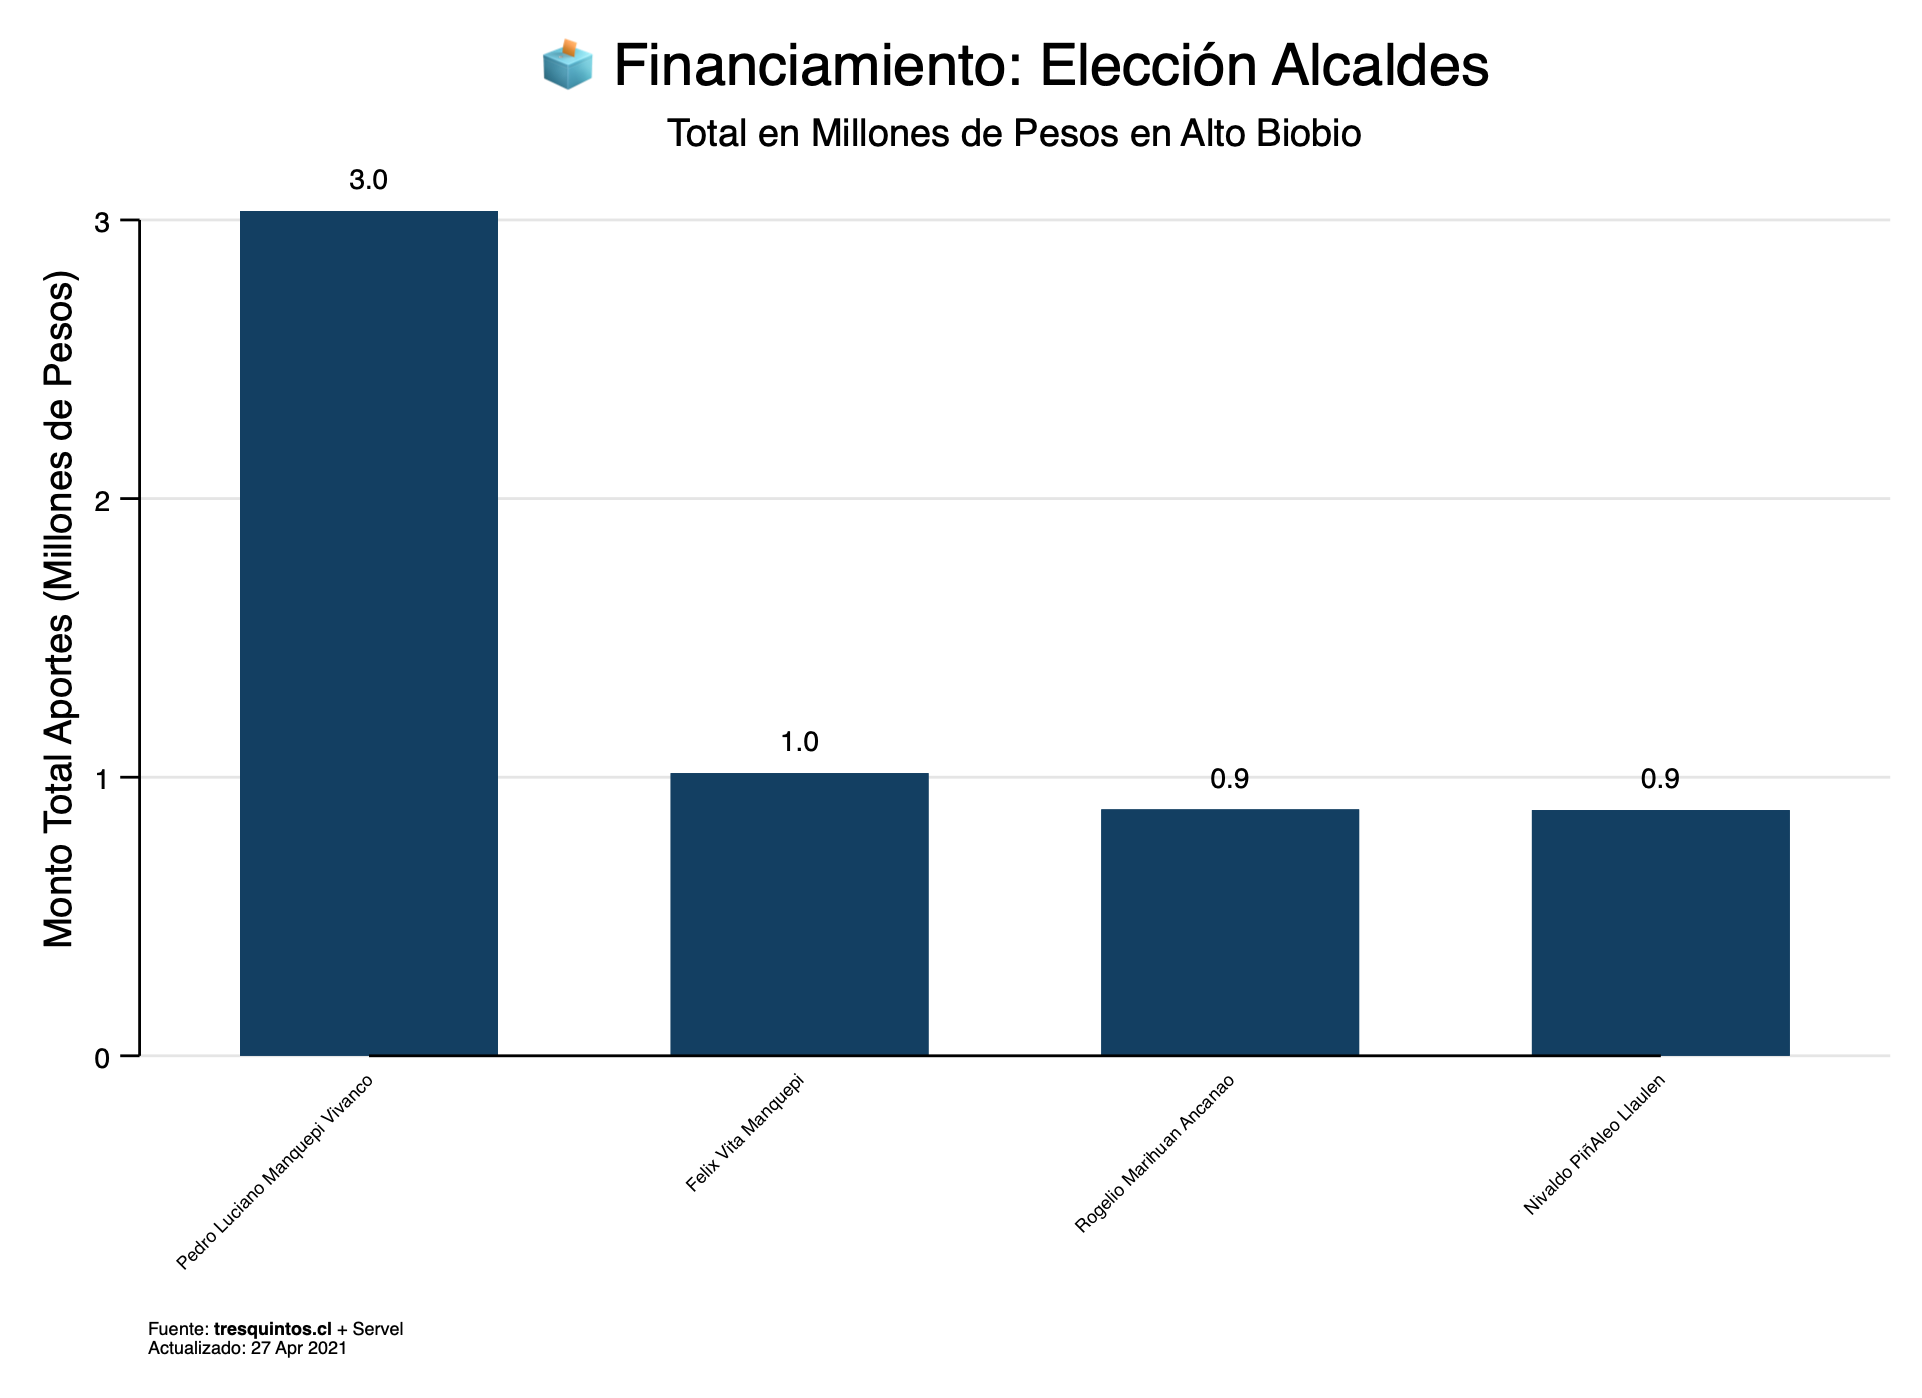 Financiamiento: Elección Alcaldes
Total en Millones de Pesos en Alto Biobio
Monto Total Aportes (Millones de Pesos)
3
2
1
0
3.0
1.0
0.9
0.9
Pedro Luciano Manquepi Vivanco
Felix Vita Manquepi
Rogelio Marihuan Ancanao
Nivaldo PiñAleo Llaulen
Fuente: tresquintos.cl + Servel
Actualizado: 27 Apr 2021